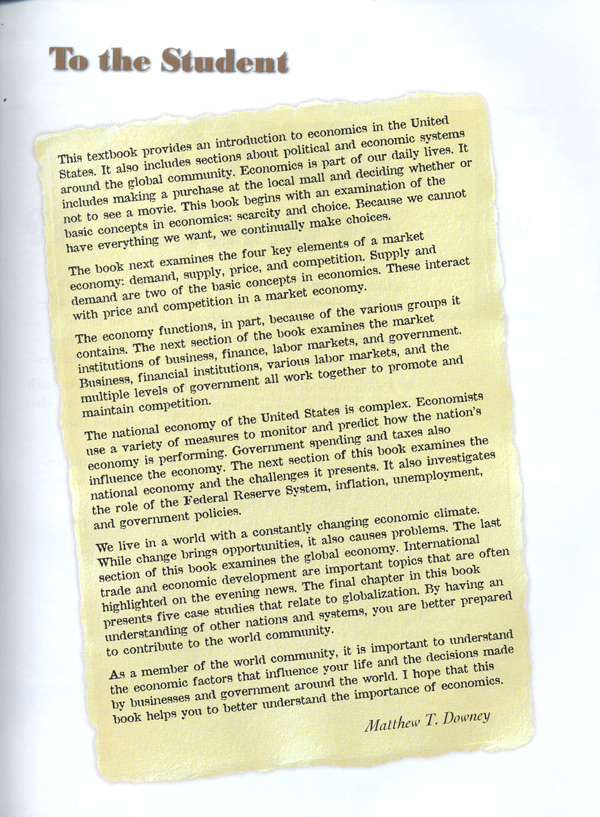 To the Student
This textbook provides an introduction to economics in the United
States. It also includes sections about political and economic systems
around the global community. Economics is part of our daily lives. It
includes making a purchase at the local mall and deciding whether or
not to see a movie. This book begins with an examination of the
basic concepts in economics: scarcity and choice. Because we cannot
have everything we want, we continually make choices.
The book next examines the four key elements of a market
economy: demand, supply, price, and competition. Supply and
demand are two of the basic concepts in economics. These interact
with price and competition in a market economy.
The economy functions, in part, because of the various groups it
contains. The next section of the book examines the market
institutions of business, finance, labor markets, and government.
Business, financial institutions, various labor markets, and the
multiple levels of government all work together to promote and
maintain competition.
The national economy of the United States is complex. Economists
use a variety of measures to monitor and predict how the nation's
economy is performing. Government spending and taxes also
influence the economy. The next section of this book examines the
national economy and the challenges it presents. It also investigates
the role of the Federal Reserve System, inflation, unemployment,
and government policies.
We live in a world with a constantly changing economic climate.
While change brings opportunities, it also causes problems. The last
section of this book examines the global economy. International
trade and economic development are important topics that are often
highlighted on the evening news. The final chapter in this book
presents five case studies that relate to globalization. By having an
understanding of other nations and systems, you are better prepared
to contribute to the world community.
As a member of the world community, it is important to understand
the economic factors that influence your life and the decisions made
by businesses and government around the world. I hope that this
book helps you to better understand the importance of economics.
Matthew T. Downey